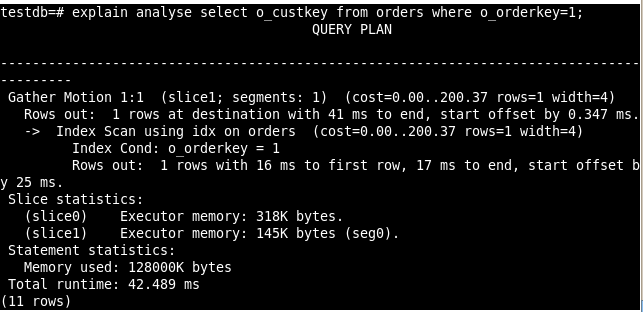 testdb=# explain analyse select o_custkey from orders where o_orderkey=1;
QUERY PLAN
--------------------------------------------------------------------------------
---------
Gather Motion 1:1  (slice1; segments: 1)  (cost=0.00..200.37 rows=1 width=4)
Rows out:  1 rows at destination with 41 ms to end, start offset by 0.347 ms.
->  Index Scan using idx on orders  (cost=0.00..200.37 rows=1 width=4)
Index Cond: o_orderkey = 1
Rows out:  1 rows with 16 ms to first row, 17 ms to end, start offset b
y 25 ms.
Slice statistics:
(slice0)    Executor memory: 318K bytes.
(slice1)    Executor memory: 145K bytes (seg0).
Statement statistics:
Memory used: 128000K bytes
Total runtime: 42.489 ms
(11 rows)